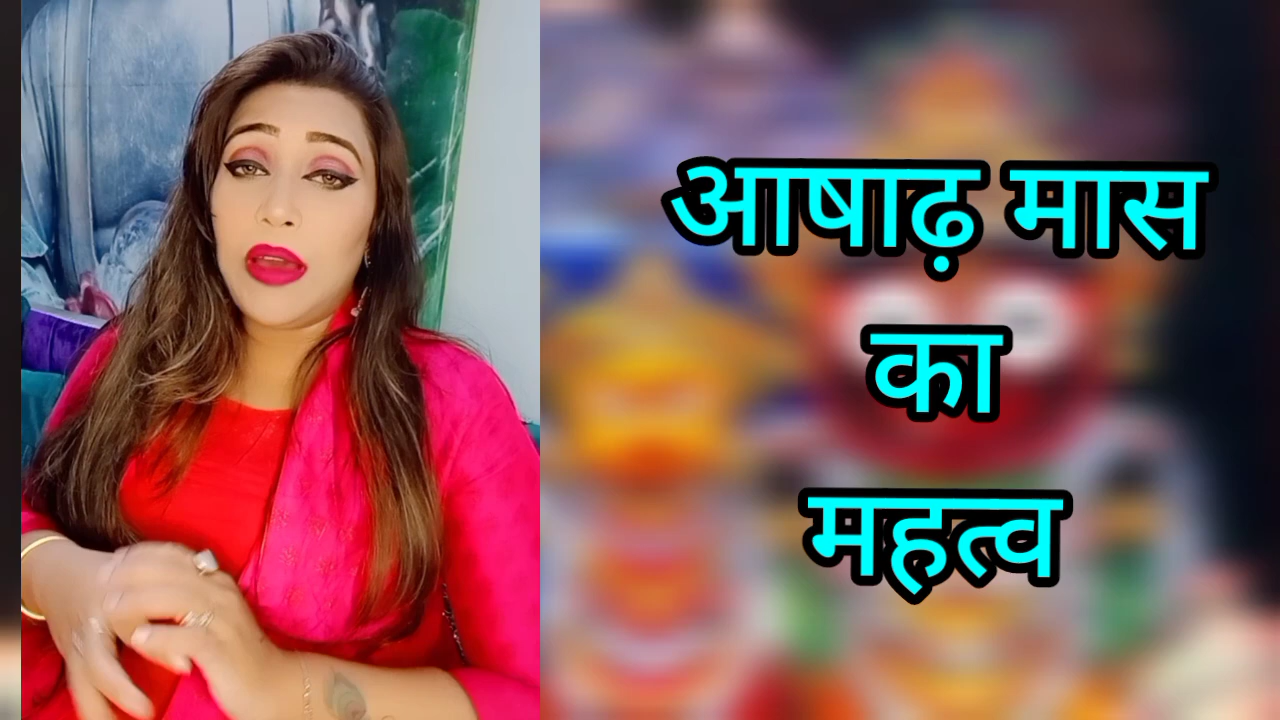 आषाढ़ मास
का
महत्व